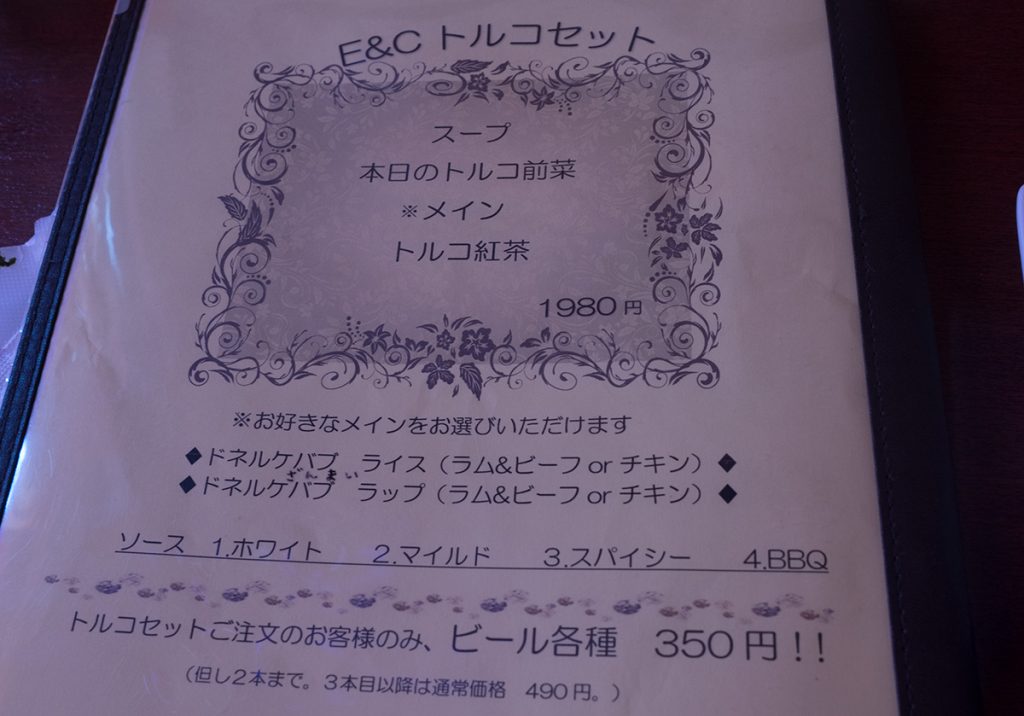 E&C トルコセット
スープ
本日のトルコ前菜
※メイン
トルコ紅茶
1980 円
※お好きなメインをお選びいただけます
◆ドネルケバブ ライス（ラム&ビーフ or チキン）◆
ざんまい
◆ドネルケバブ ラップ（ラム&ビーフ or チキン）◆
ソース 1.ホワイト 2.マイルド 3.スパイシー 4.BBQ
トルコセットご注文のお客様のみ、ビール各種 350円！！
（但し2本まで。3本目以降は通常価格 490円。）